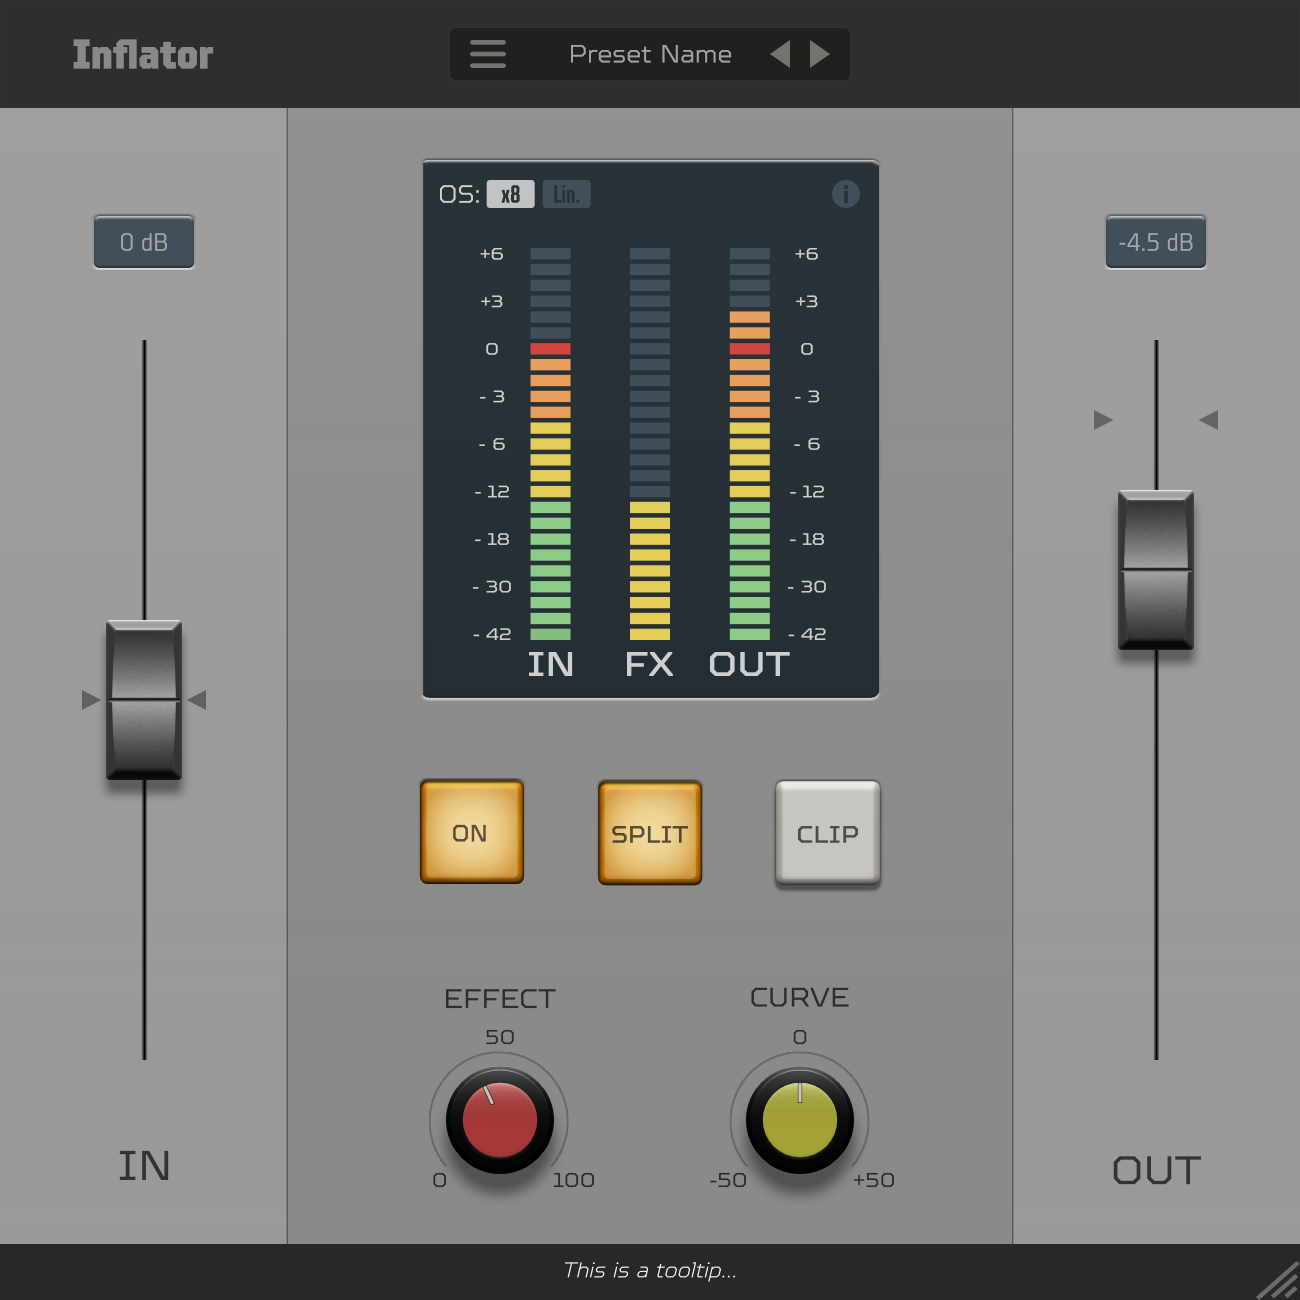 Inflator
Preset Name
OS: x8 Lin. i
0 dB
-4.5 dB
+6 +6
+3 +3
0 0
- 3 - 3
- 6 - 6
- 12 - 12
- 18 - 18
- 30 - 30
- 42 - 42
IN FX OUT
ON SPLIT CLIP
EFFECT CURVE
50 0
0 100 -50 +50
IN OUT
This is a tooltip...